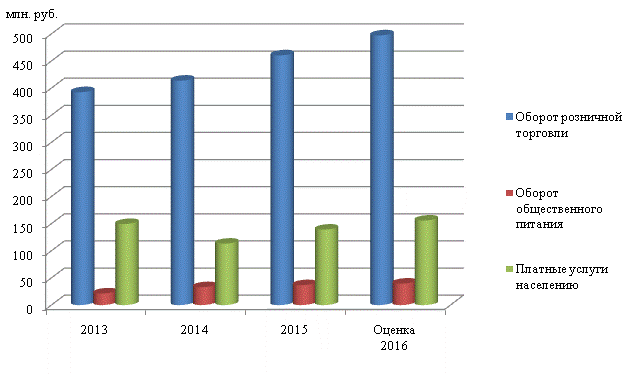 млн. руб.
500
450
400
350
300
250
200
150
100
50
0
2013
2014
2015
Оценка
2016
Оборот розничной
торговли
Оборот
общественного
питания
Платные услуги
населению